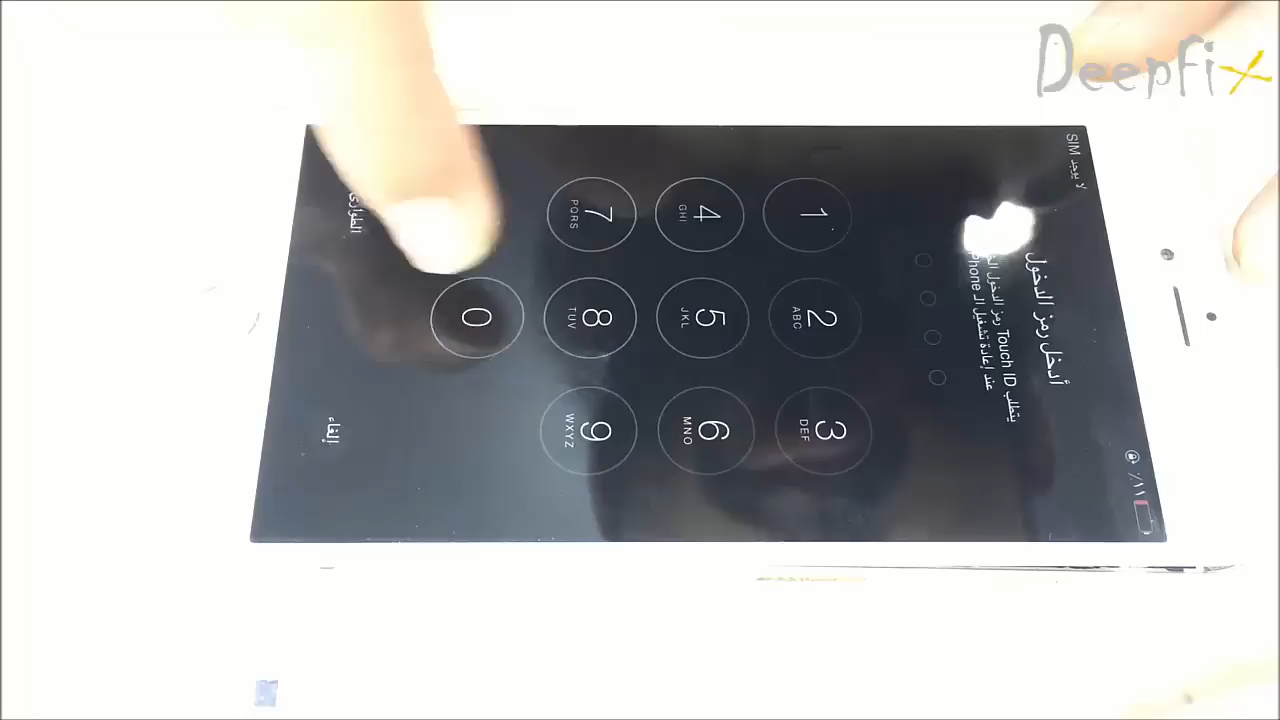 DeepFix
لا يوجد SIM
٪١١
أدخل رمز الدخول
يتطلب Touch ID رمز الدخول
عند إعادة تشغيل الـ iPhone
1
2
ABC
3
DEF
4
GHI
5
JKL
6
MNO
7
PQRS
8
TUV
9
WXYZ
0
الطوارئ
إلغاء